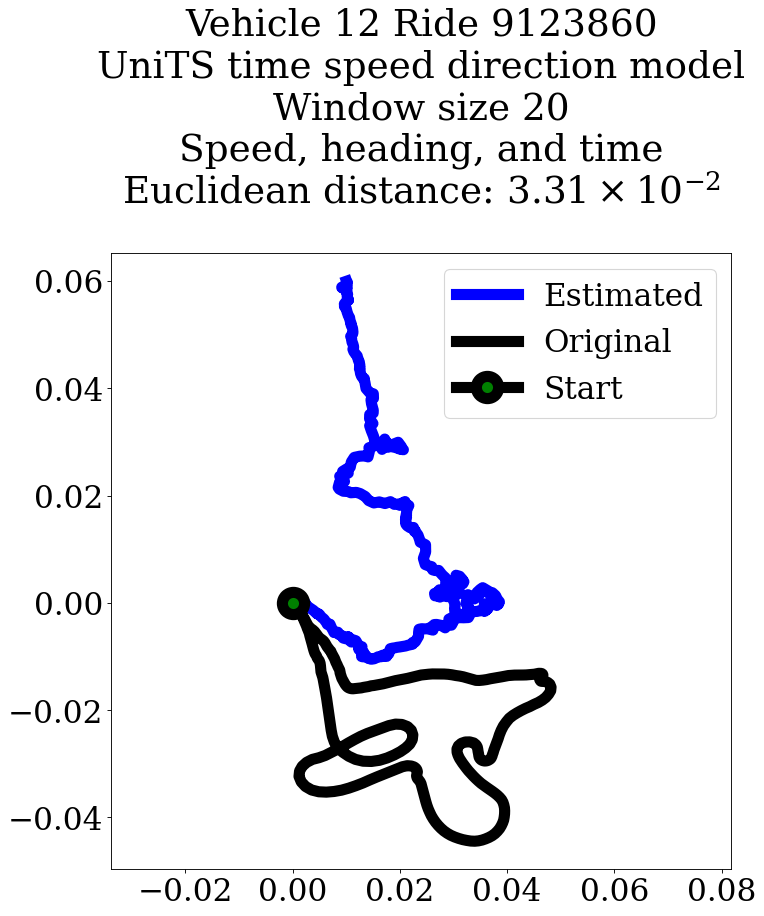 Vehicle 12 Ride 9123860
UniTS time speed direction model
Window size 20
Speed, heading, and time
Euclidean distance: 3.31 × 10⁻²
Estimated
Original
Start
0.06
0.04
0.02
0.00
−0.02
−0.04
−0.02 0.00 0.02 0.04 0.06 0.08